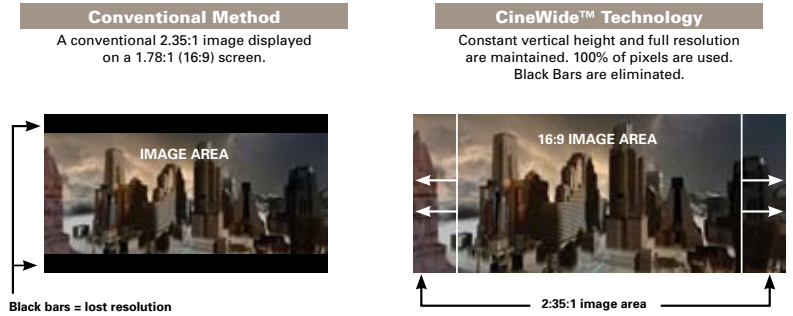 Conventional Method
A conventional 2.35:1 image displayed
on a 1.78:1 (16:9) screen.
IMAGE AREA
Black bars = lost resolution
CineWide™ Technology
Constant vertical height and full resolution
are maintained. 100% of pixels are used.
Black Bars are eliminated.
16:9 IMAGE AREA
2:35:1 image area